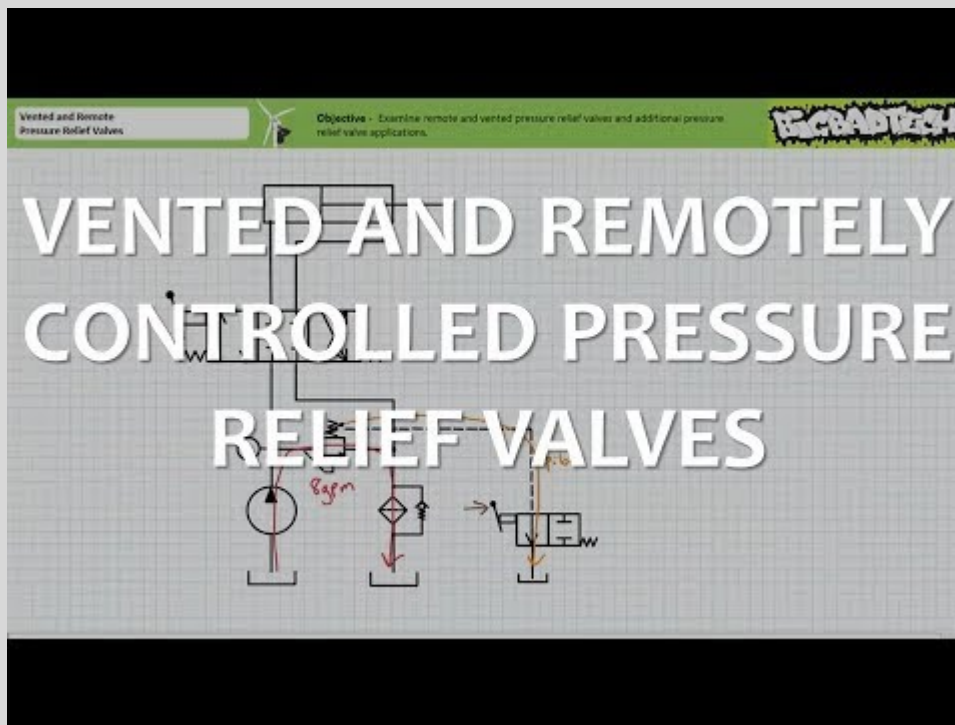 Vented and Remote
Pressure Relief Valves
Objective - Examine remote and vented pressure relief valves and additional pressure
relief valve applications.
BIGBADTECH
VENTED AND REMOTELY
CONTROLLED PRESSURE
RELIEF VALVES
8gpm